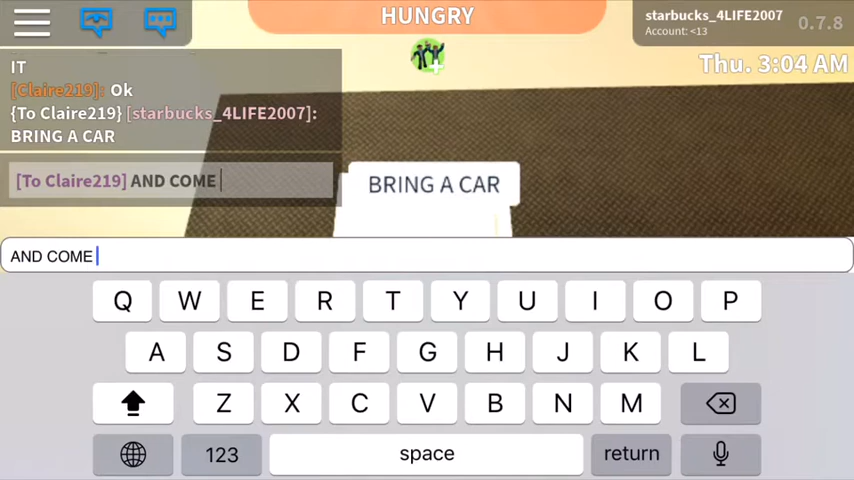 HUNGRY
starbucks_4LIFE2007
Account: <13
0.7.8
Thu. 3:04 AM
IT
[Claire219]: Ok
{To Claire219} [starbucks_4LIFE2007]:
BRING A CAR
[To Claire219] AND COME
BRING A CAR
AND COME
Q W E R T Y U I O P
A S D F G H J K L
Z X C V B N M
123 space return